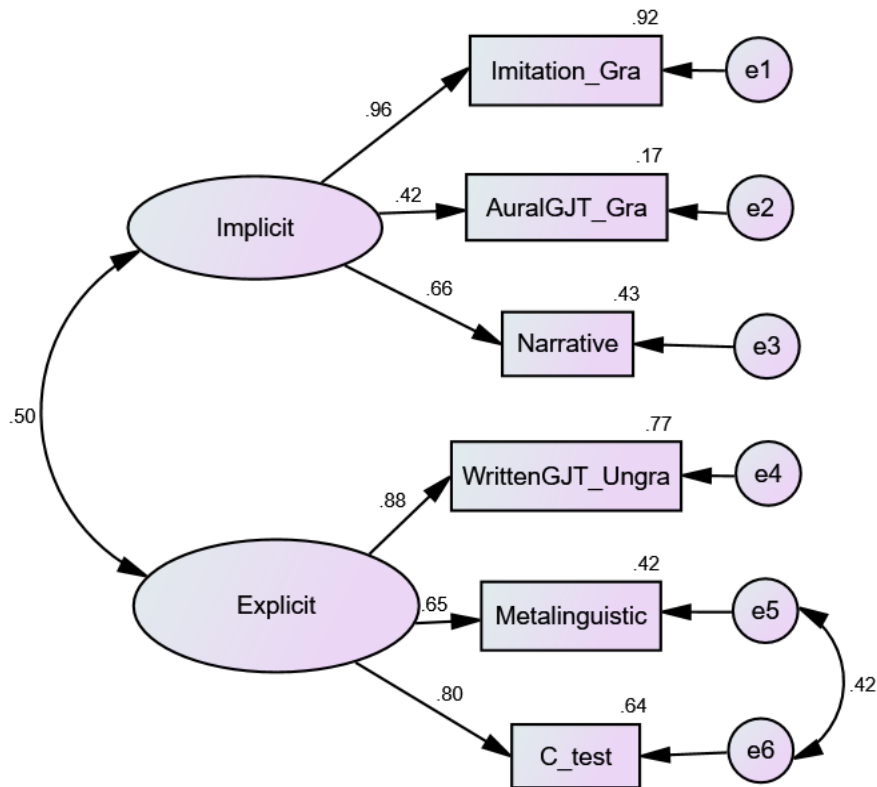 .92
Imitation_Gra
e1
.96
.17
.42
AuralGJT_Gra
e2
Implicit
.66
.43
Narrative
e3
.50
.77
WrittenGJT_Ungra
e4
.88
.42
Explicit
.65
Metalinguistic
e5
.80
.64
.42
C_test
e6